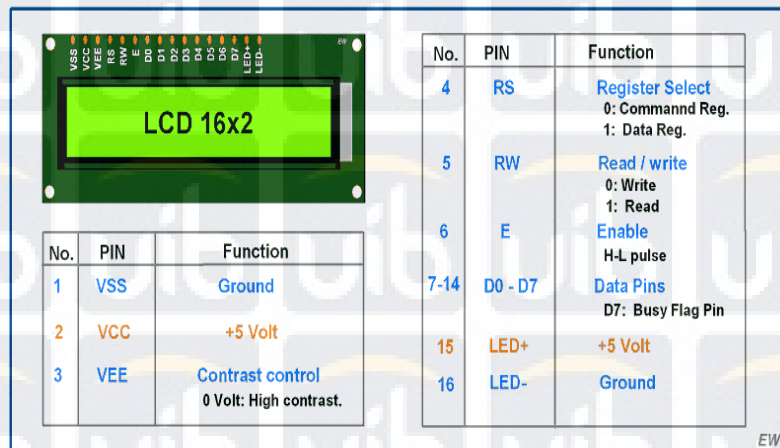 VSS VCC VEE RS RW E D0 D1 D2 D3 D4 D5 D6 D7 LED+ LED-
EW
LCD 16x2
No. PIN Function
1 VSS Ground
2 VCC +5 Volt
3 VEE Contrast control
0 Volt: High contrast.
No. PIN Function
4 RS Register Select
0: Commannd Reg.
1: Data Reg.
5 RW Read / write
0: Write
1: Read
6 E Enable
H-L pulse
7-14 D0 - D7 Data Pins
D7: Busy Flag Pin
15 LED+ +5 Volt
16 LED- Ground
EW